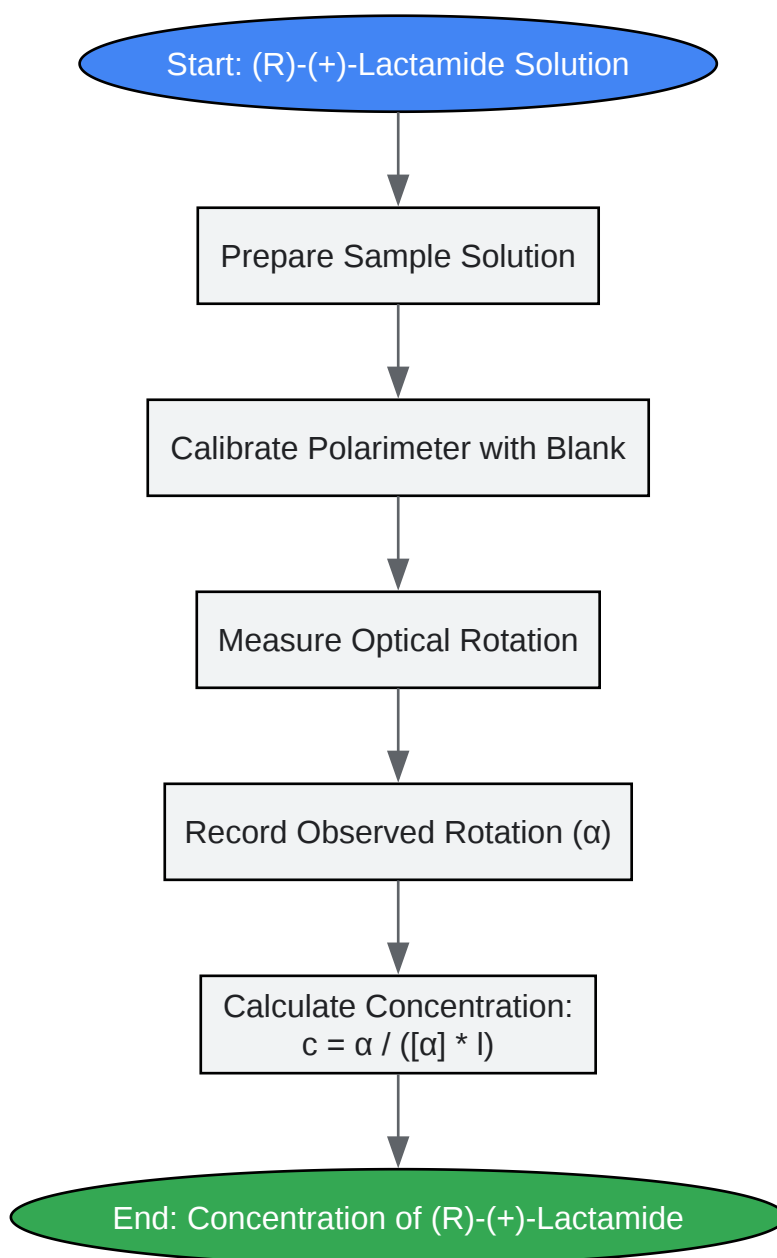 Start: (R)-(+)-Lactamide Solution
Prepare Sample Solution
Calibrate Polarimeter with Blank
Measure Optical Rotation
Record Observed Rotation (α)
Calculate Concentration:
c = α / ([α] * l)
End: Concentration of (R)-(+)-Lactamide